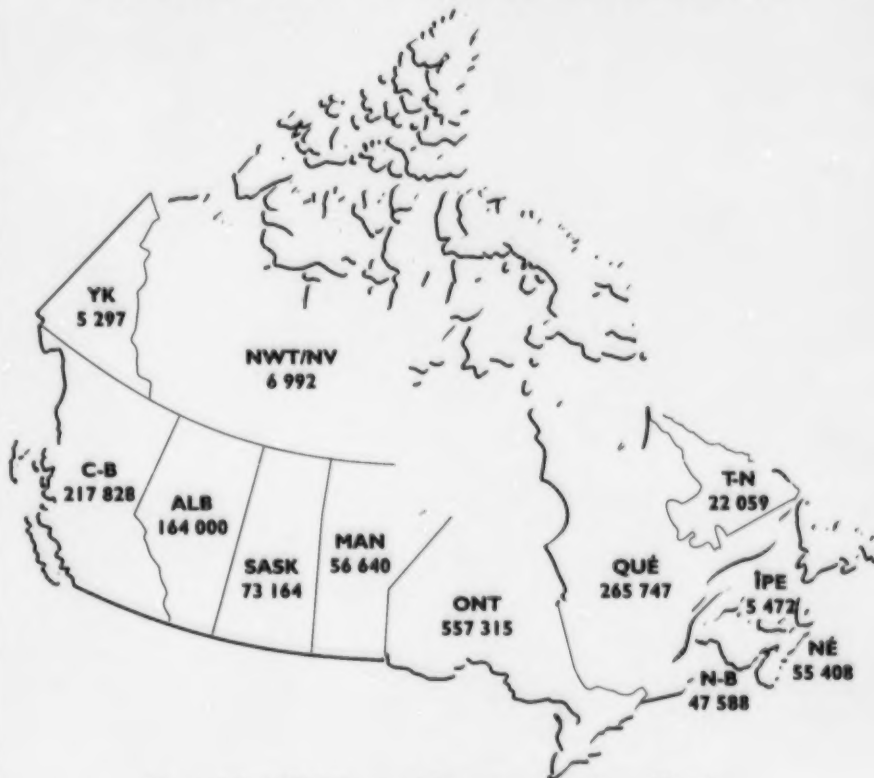 YK
5 297
NWT/NV
6 992
C-B
217 828
ALB
164 000
SASK
73 164
MAN
56 640
ONT
557 315
QUÉ
265 747
T-N
22 059
ÎPE
5 472
NÉ
55 408
N-B
47 588